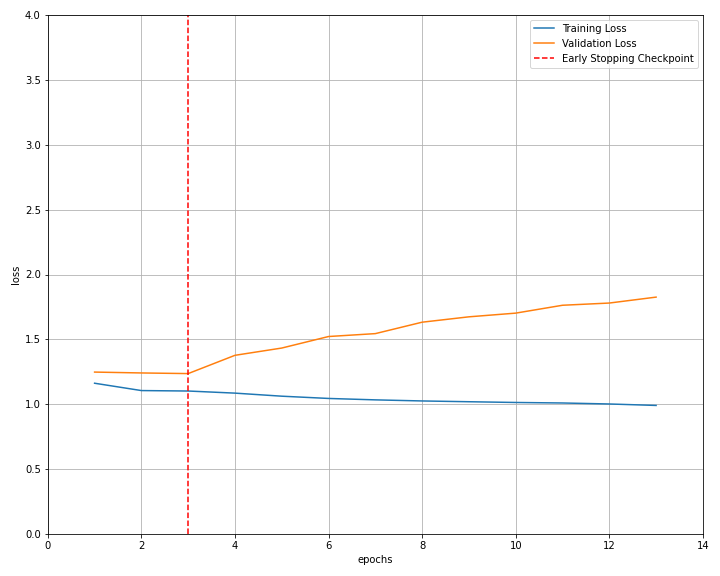 4.0
3.5
3.0
2.5
2.0
1.5
1.0
0.5
0.0
loss
Training Loss
Validation Loss
Early Stopping Checkpoint
0 2 4 6 8 10 12 14
epochs